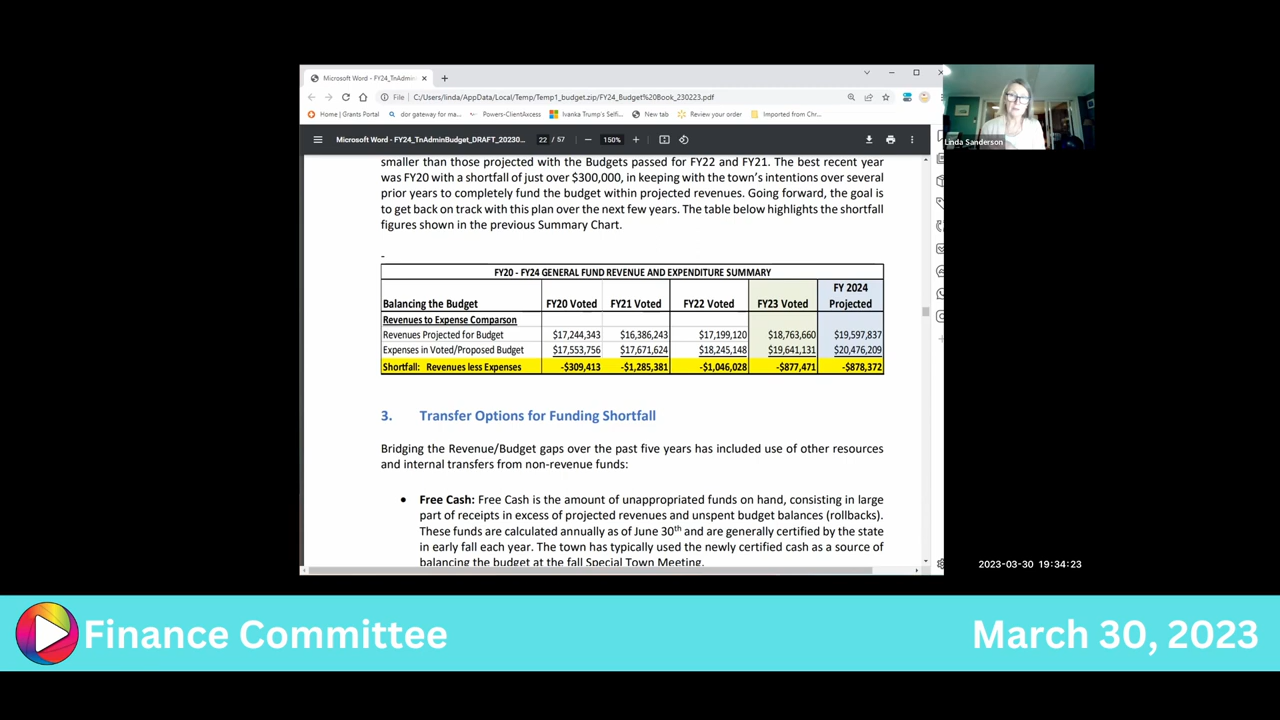 Microsoft Word - FY24_TnAdmin
File
C:/Users/linda/AppData/Local/Temp/Temp1_budget.zip/FY24_Budget%20Book_230223.pdf
Home | Grants Portal
dor gateway for ma...
Powers-ClientAxcess
Ivanka Trump's Selfi...
New tab
Review your order
Imported from Chr...
Microsoft Word - FY24_TnAdminBudget_DRAFT_20230...
22 / 57
150%
Linda Sanderson
smaller than those projected with the Budgets passed for FY22 and FY21. The best recent year
was FY20 with a shortfall of just over $300,000, in keeping with the town's intentions over several
prior years to completely fund the budget within projected revenues. Going forward, the goal is
to get back on track with this plan over the next few years. The table below highlights the shortfall
figures shown in the previous Summary Chart.
-
FY20 - FY24 GENERAL FUND REVENUE AND EXPENDITURE SUMMARY
Balancing the Budget FY20 Voted FY21 Voted FY22 Voted FY23 Voted FY 2024 Projected
Revenues to Expense Comparson
Revenues Projected for Budget $17,244,343 $16,386,243 $17,199,120 $18,763,660 $19,597,837
Expenses in Voted/Proposed Budget $17,553,756 $17,671,624 $18,245,148 $19,641,131 $20,476,209
Shortfall: Revenues less Expenses -$309,413 -$1,285,381 -$1,046,028 -$877,471 -$878,372
3. Transfer Options for Funding Shortfall
Bridging the Revenue/Budget gaps over the past five years has included use of other resources
and internal transfers from non-revenue funds:
• Free Cash: Free Cash is the amount of unappropriated funds on hand, consisting in large
part of receipts in excess of projected revenues and unspent budget balances (rollbacks).
These funds are calculated annually as of June 30th and are generally certified by the state
in early fall each year. The town has typically used the newly certified cash as a source of
balancing the budget at the fall Special Town Meeting.
2023-03-30 19:34:23
Finance Committee
March 30, 2023